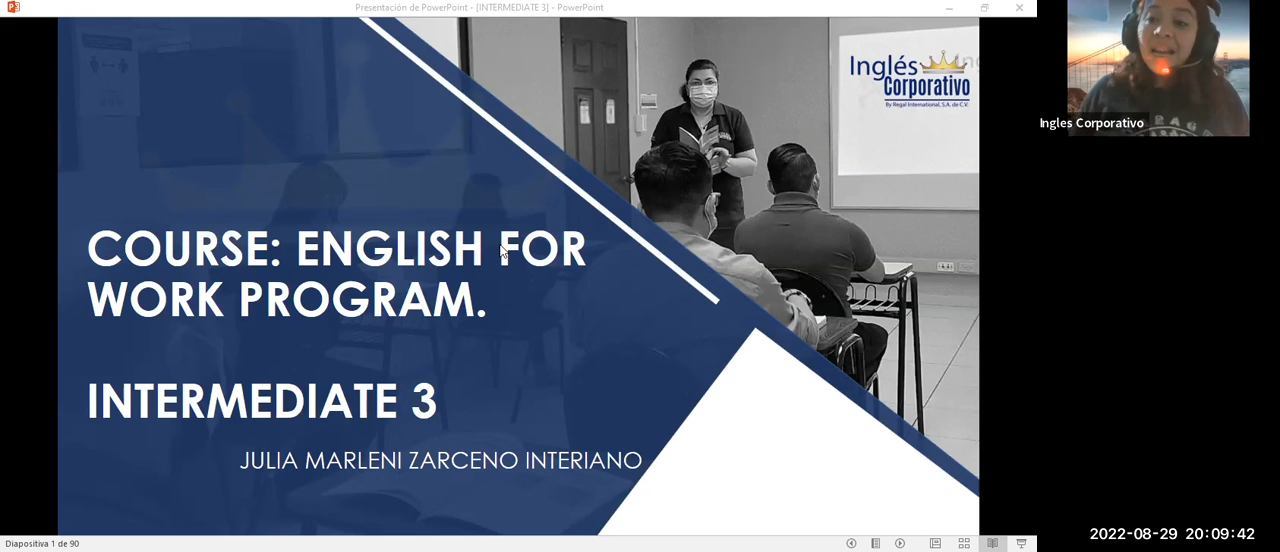 Presentación de PowerPoint - [INTERMEDIATE 3] - PowerPoint
Inglés
Corporativo
By Regal International, S.A. de C.V.
Ingles Corporativo
COURSE: ENGLISH FOR
WORK PROGRAM.
INTERMEDIATE 3
JULIA MARLENI ZARCENO INTERIANO
Diapositiva 1 de 90
2022-08-29 20:09:42